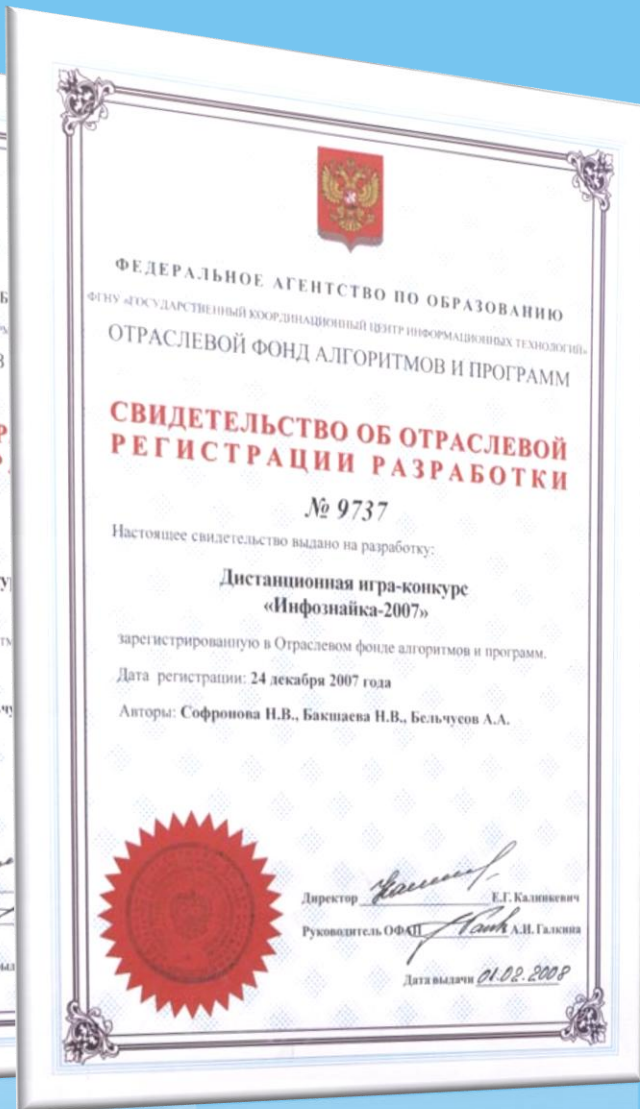 ФЕДЕРАЛЬНОЕ АГЕНТСТВО ПО ОБРАЗОВАНИЮ
ФГНУ «ГОСУДАРСТВЕННЫЙ КООРДИНАЦИОННЫЙ ЦЕНТР ИНФОРМАЦИОННЫХ ТЕХНОЛОГИЙ»
ОТРАСЛЕВОЙ ФОНД АЛГОРИТМОВ И ПРОГРАММ
СВИДЕТЕЛЬСТВО ОБ ОТРАСЛЕВОЙ
РЕГИСТРАЦИИ РАЗРАБОТКИ
№ 9737
Настоящее свидетельство выдано на разработку:
Дистанционная игра-конкурс
«Инфознайка-2007»
зарегистрированную в Отраслевом фонде алгоритмов и программ.
Дата регистрации: 24 декабря 2007 года
Авторы: Софронова Н.В., Бакшаева Н.В., Бельчусов А.А.
Директор Е.Г. Калинкевич
Руководитель ОФАП А.И. Галкина
Дата выдачи 01.02.2008